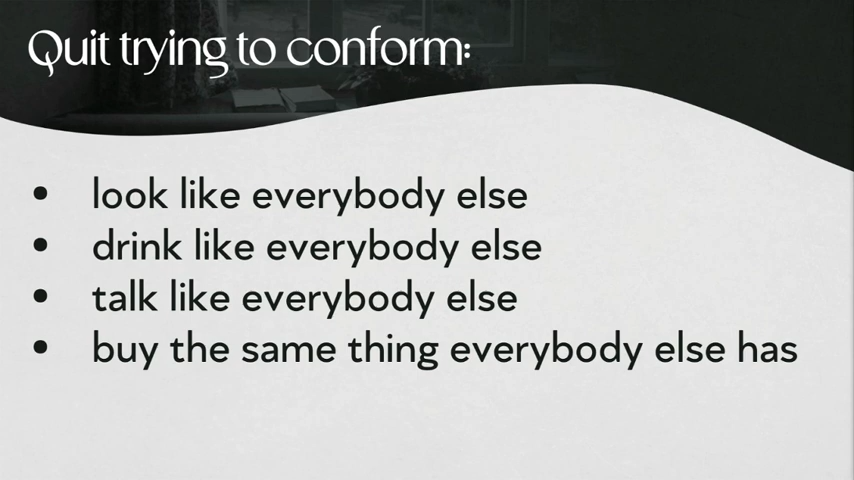 Quit trying to conform:
• look like everybody else
• drink like everybody else
• talk like everybody else
• buy the same thing everybody else has